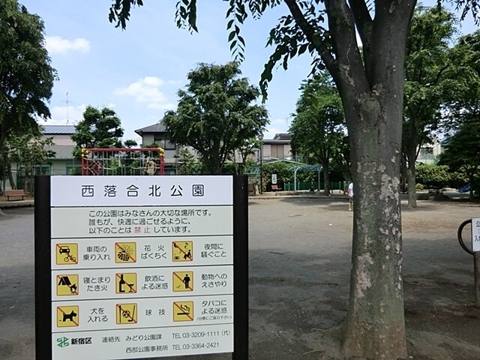 西落合北公園
この公園はみなさんの大切な場所です。
誰もが、快適に過ごせるように、
以下のことは 禁止 しています。
車両の
乗り入れ
花火
ばくちく
夜間に
騒ぐこと
寝とまり
たき火
飲酒に
よる迷惑
動物への
えさやり
犬を
入れる
球技
タバコに
よる迷惑
新宿区 連絡先 みどり公園課 TEL 03-3209-1111 (代)
西部公園事務所 TEL 03-3364-2421